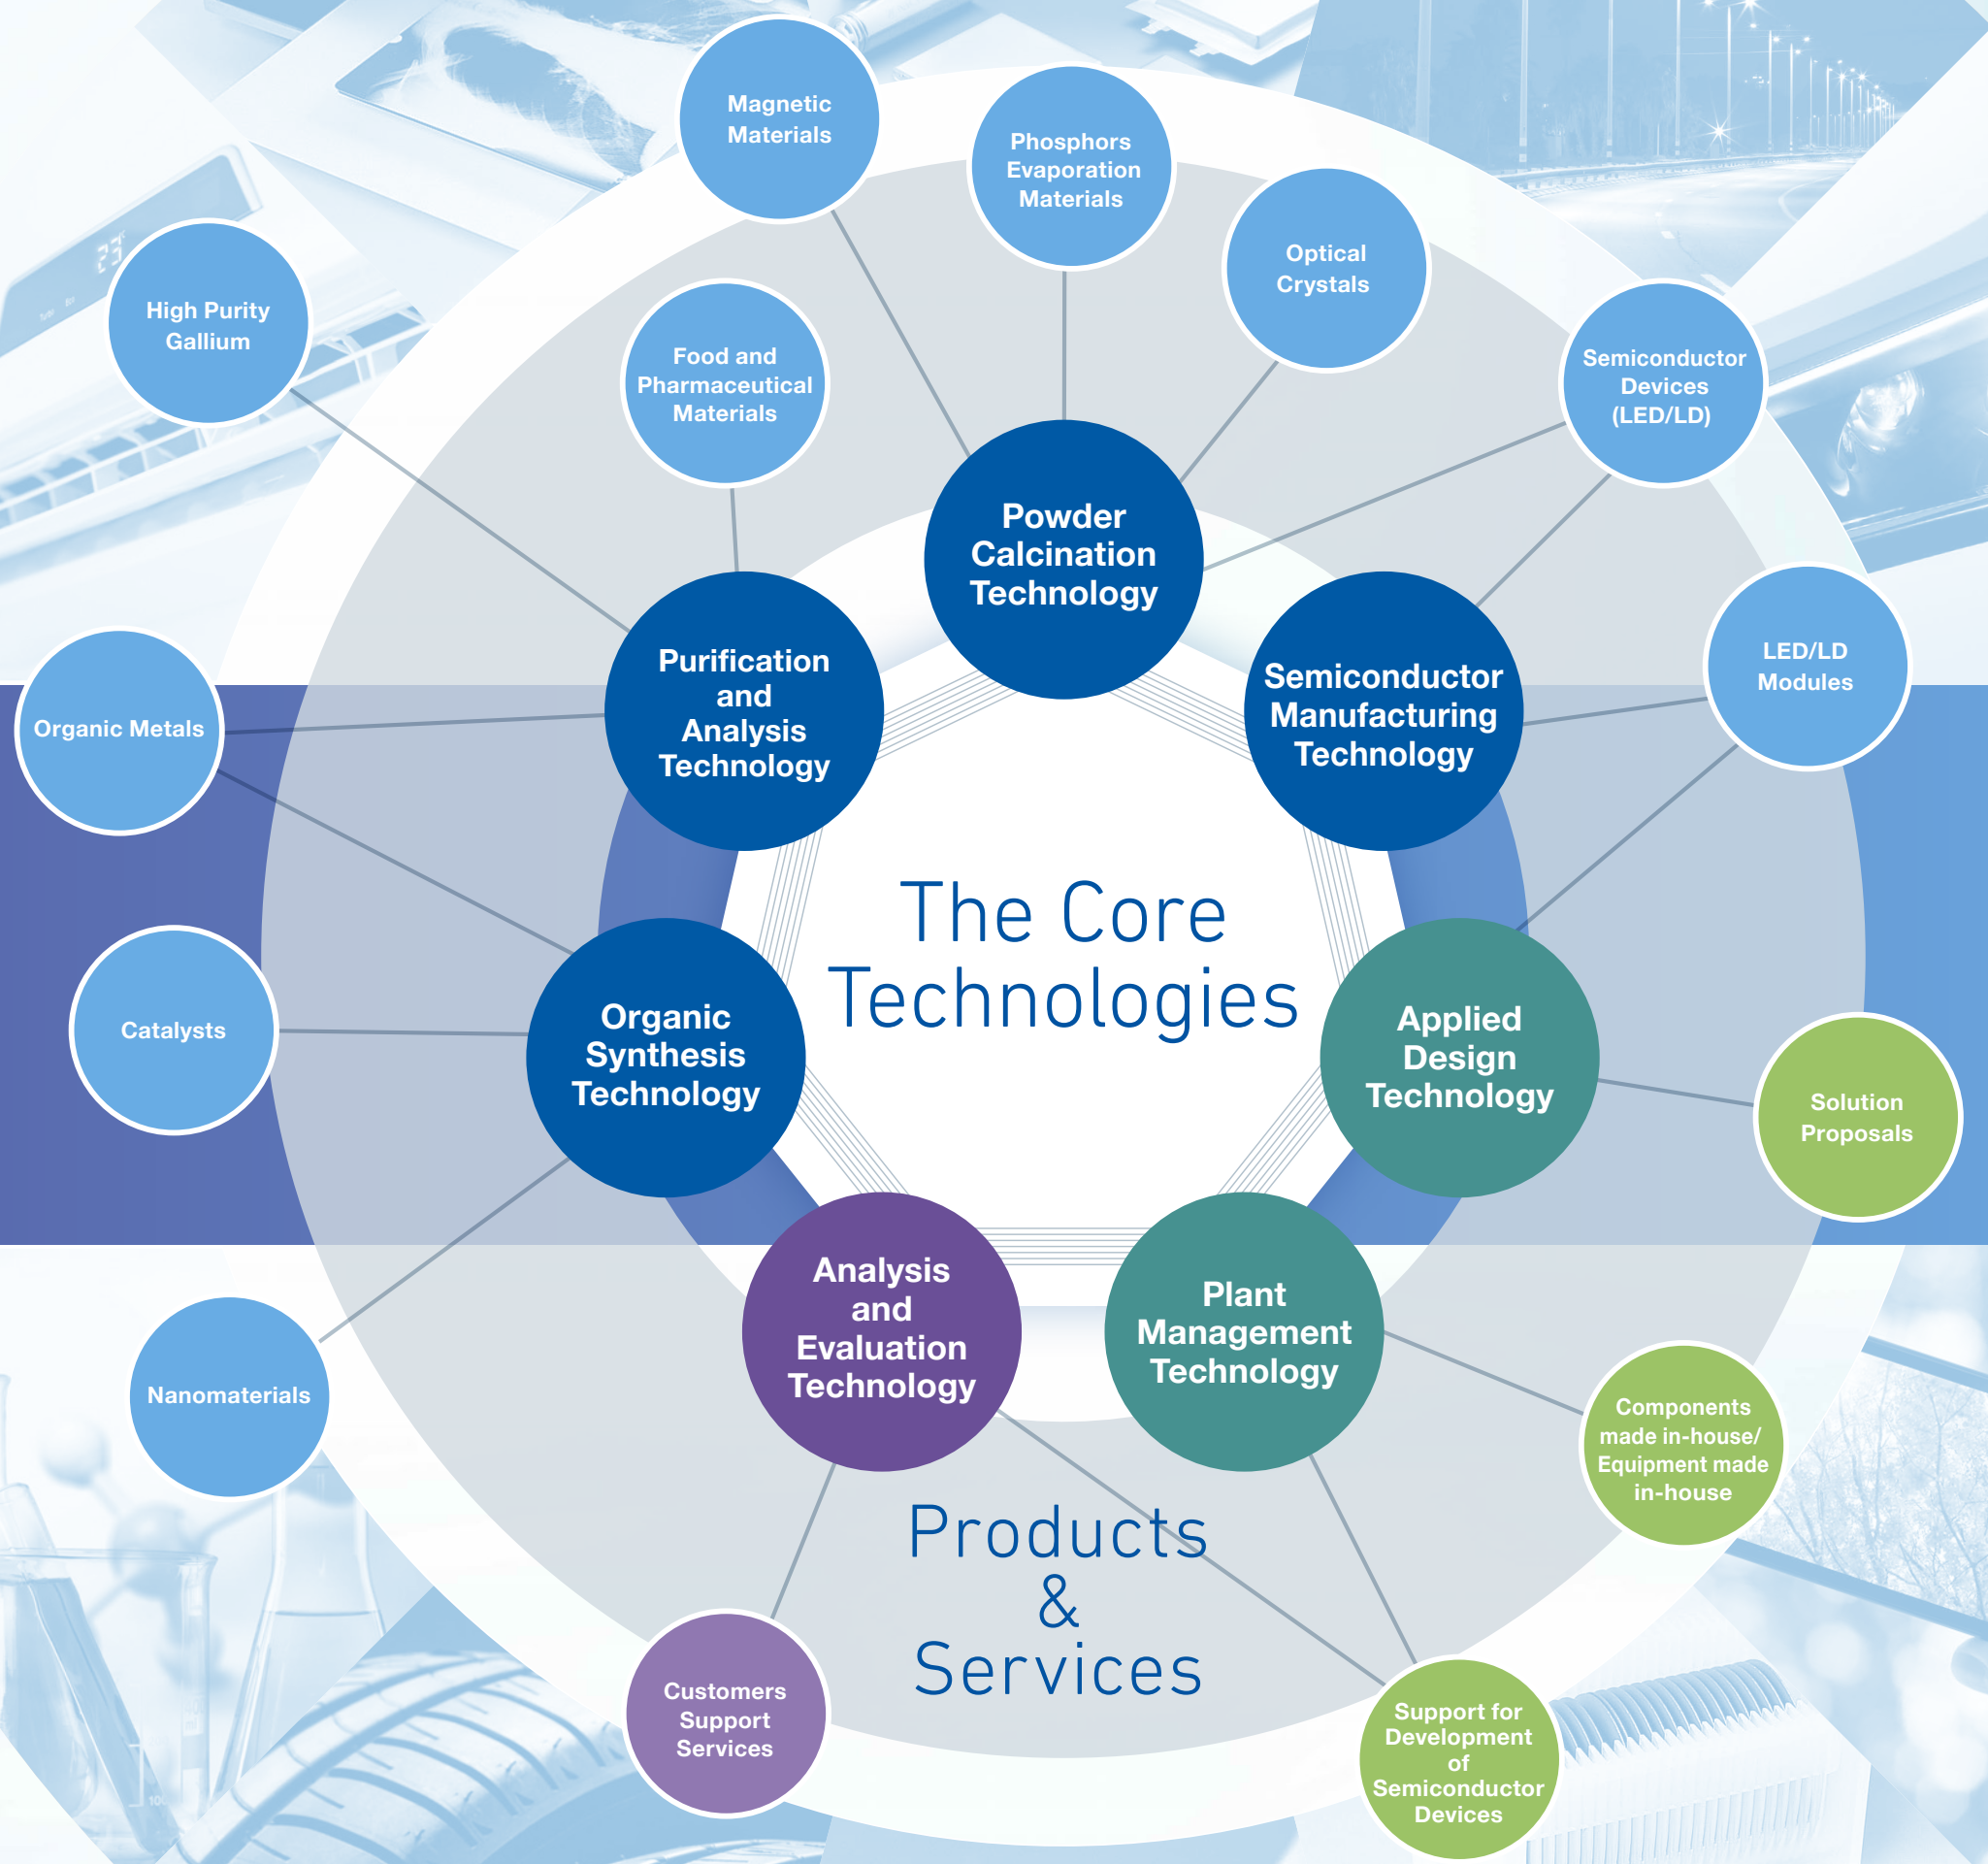 Magnetic
Materials
Phosphors
Evaporation
Materials
Optical
Crystals
High Purity
Gallium
Food and
Pharmaceutical
Materials
Semiconductor
Devices
(LED/LD)
Powder
Calcination
Technology
Purification
and
Analysis
Technology
Semiconductor
Manufacturing
Technology
LED/LD
Modules
Organic Metals
The Core
Technologies
Catalysts
Organic
Synthesis
Technology
Applied
Design
Technology
Solution
Proposals
Analysis
and
Evaluation
Technology
Plant
Management
Technology
Nanomaterials
Components
made in-house/
Equipment made
in-house
Products
&
Services
Customers
Support
Services
Support for
Development
of
Semiconductor
Devices
23